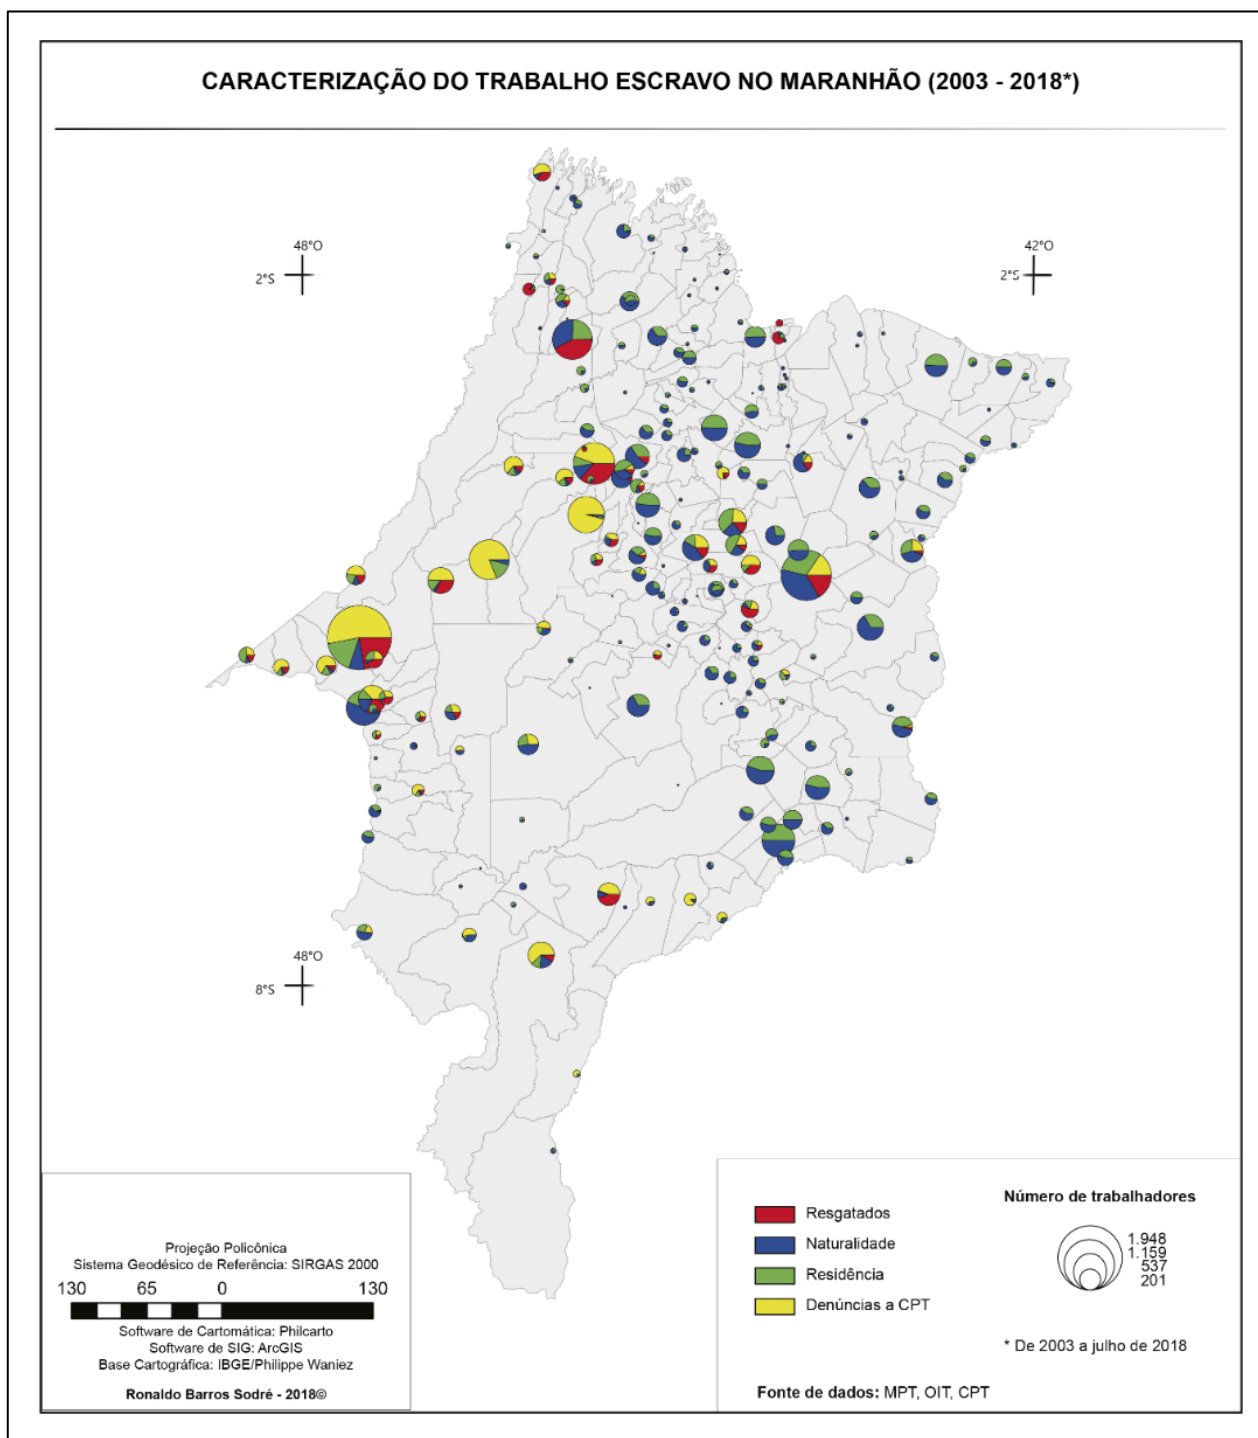 CARACTERIZAÇÃO DO TRABALHO ESCRAVO NO MARANHÃO (2003 - 2018*)
48°O
2°S
42°O
2°S
48°O
8°S
Projeção Policônica
Sistema Geodésico de Referência: SIRGAS 2000
130 65 0 130
Software de Cartomática: Philcarto
Software de SIG: ArcGIS
Base Cartográfica: IBGE/Philippe Waniez
Ronaldo Barros Sodré - 2018©
Resgatados
Naturalidade
Residência
Denúncias a CPT
Número de trabalhadores
1.948
1.159
537
201
* De 2003 a julho de 2018
Fonte de dados: MPT, OIT, CPT